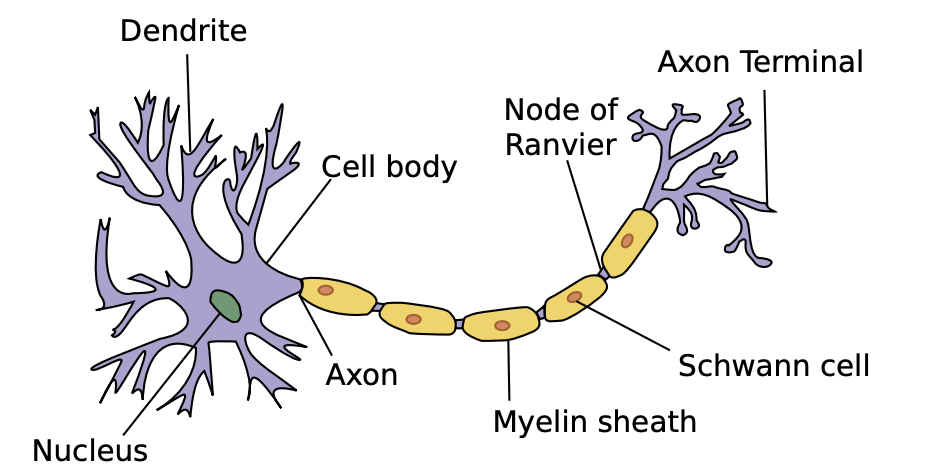 Dendrite
Axon Terminal
Node of
Ranvier
Cell body
Axon
Schwann cell
Myelin sheath
Nucleus